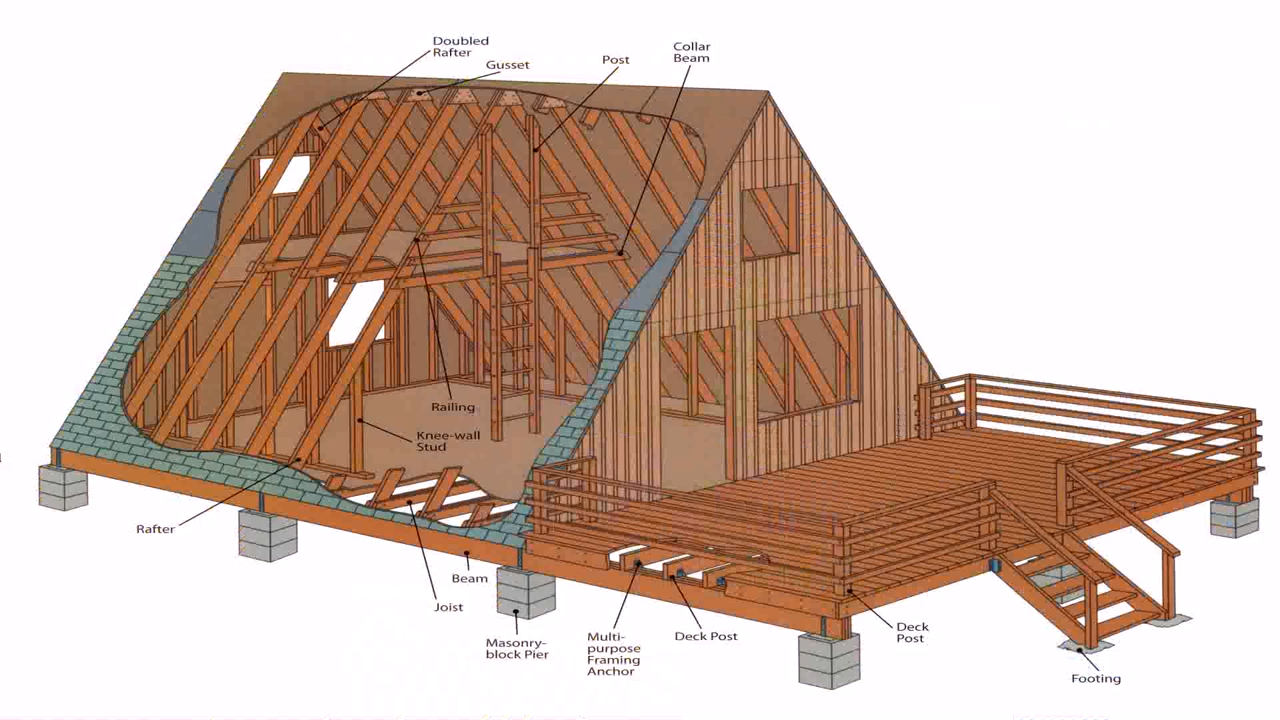 Doubled
Rafter
Gusset
Post
Collar
Beam
Railing
Knee-wall
Stud
Rafter
Beam
Joist
Masonry-
block Pier
Multi-
purpose
Framing
Anchor
Deck Post
Deck
Post
Footing